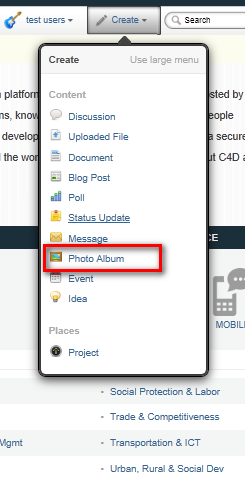 test users
Create
Search
Create Use large menu
Content
Discussion
Uploaded File
Document
Blog Post
Poll
Status Update
Message
Photo Album
Event
Idea
Places
Project
platform
osted by
ns, know
eople
develop
a secure
the wor
ut C4D a
CE
MOBIL
Social Protection & Labor
Trade & Competitiveness
Mgmt
Transportation & ICT
Urban, Rural & Social Dev